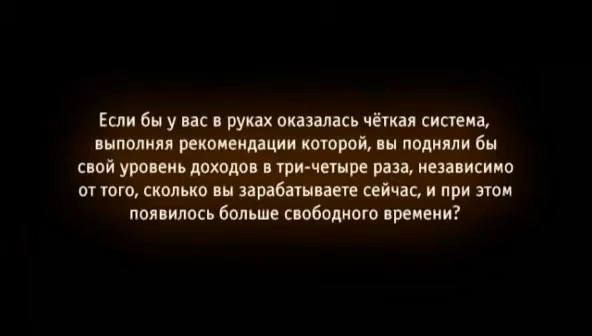 Если бы у вас в руках оказалась чёткая система,
выполняя рекомендации которой, вы подняли бы
свой уровень доходов в три-четыре раза, независимо
от того, сколько вы зарабатываете сейчас, и при этом
появилось больше свободного времени?